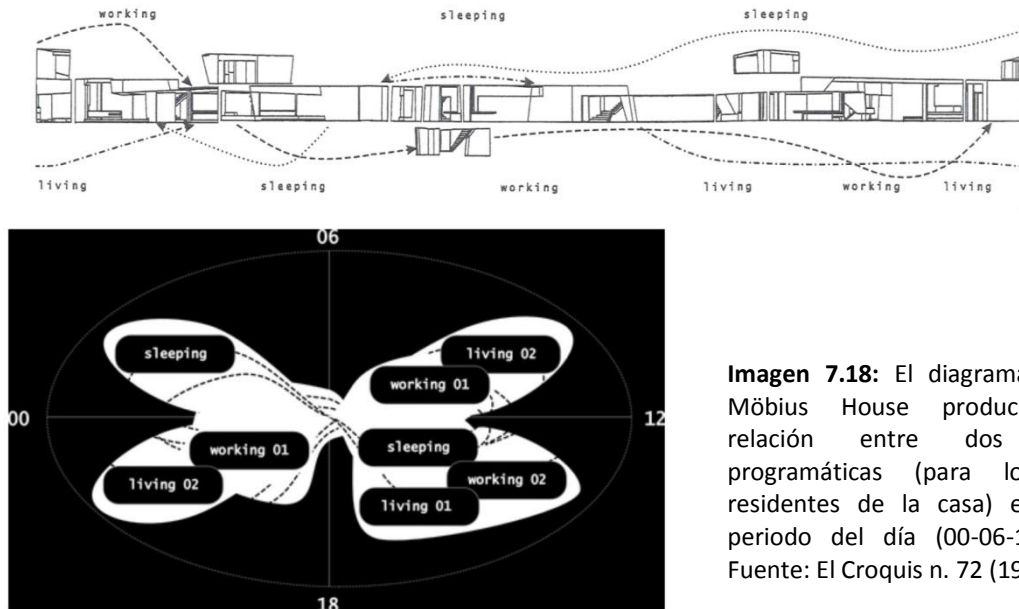 working sleeping sleeping
living sleeping working living working living
06
sleeping living 02
working 01
00 12
working 01 sleeping
living 02 working 02
living 01
18
Imagen 7.18: El diagrama
Möbius House produc
relación entre dos
programáticas (para lo
residentes de la casa) e
periodo del día (00-06-1
Fuente: El Croquis n. 72 (19